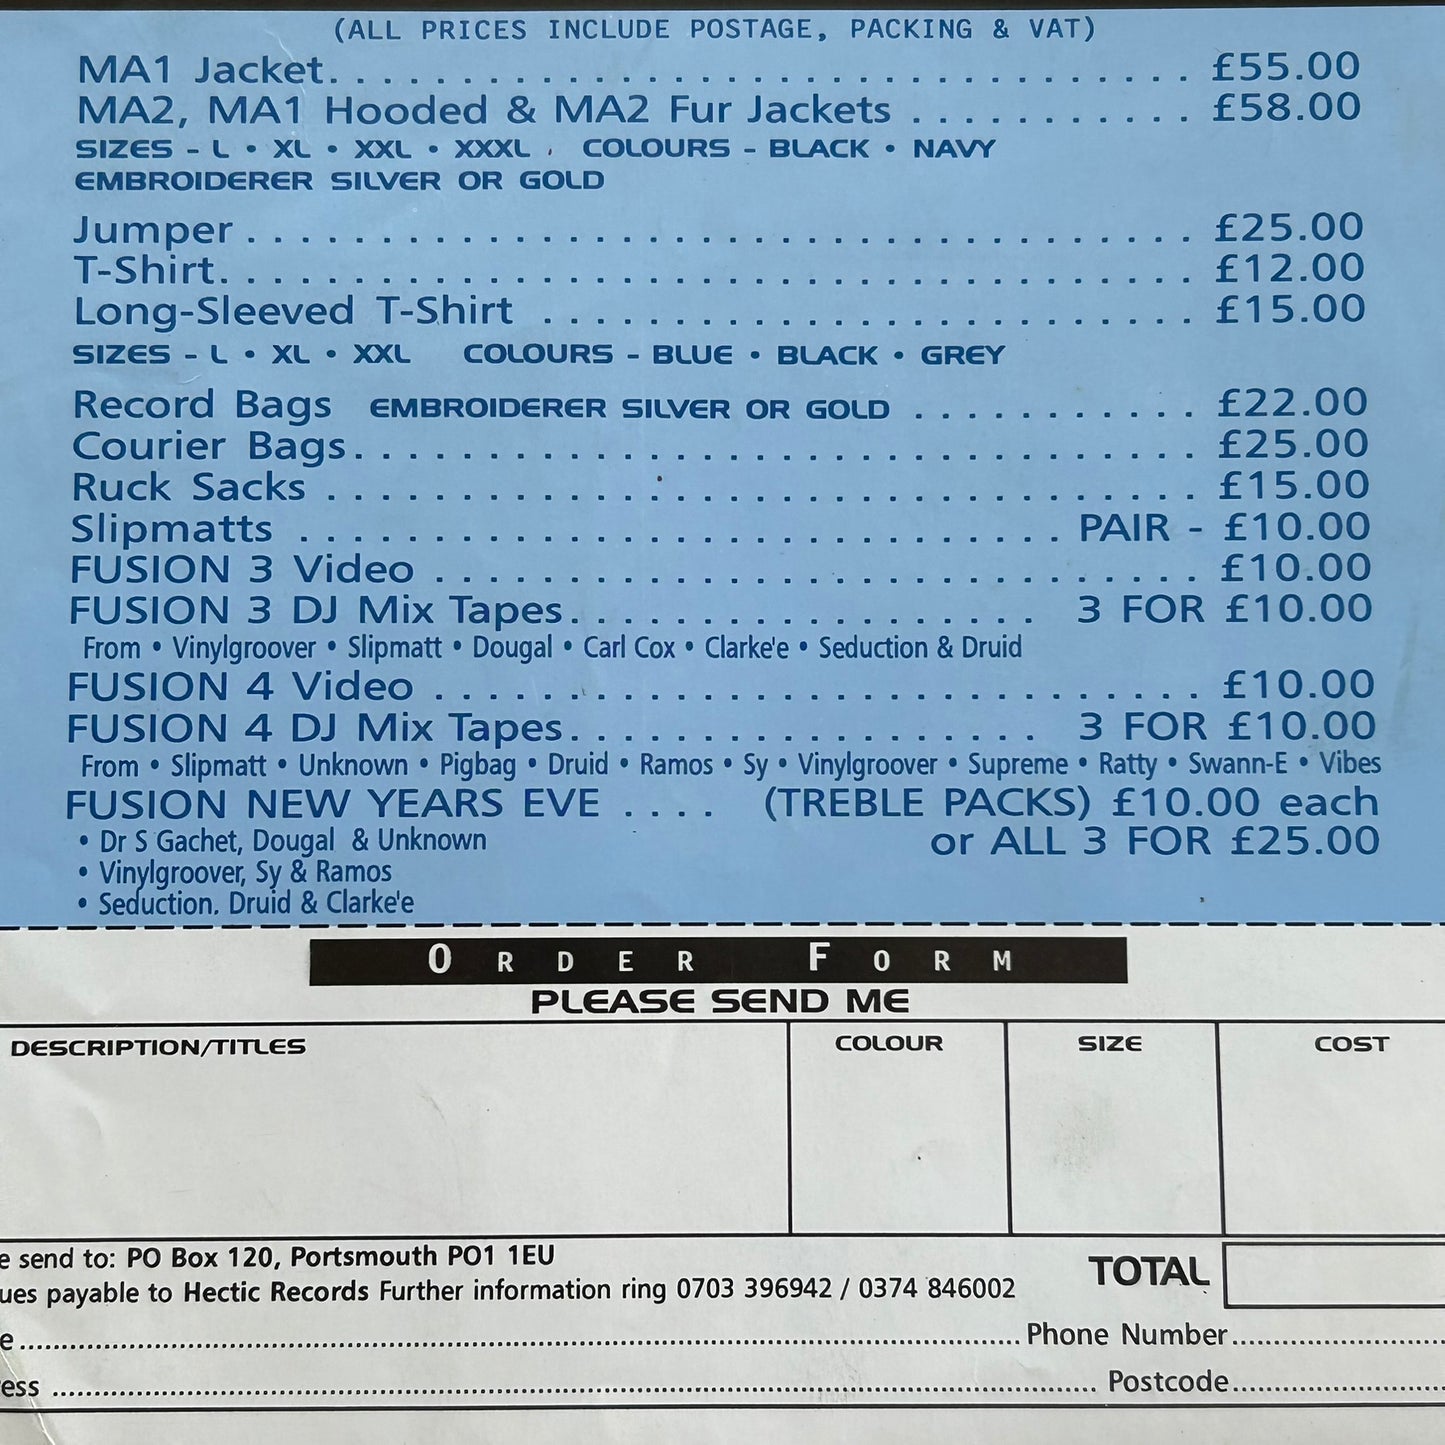 (ALL PRICES INCLUDE POSTAGE, PACKING & VAT)
MA1 Jacket. . . . . . . . . . . . . . . . . . . . . . . . . . . . . . . . £55.00
MA2, MA1 Hooded & MA2 Fur Jackets . . . . . . . . . . . £58.00
SIZES - L • XL • XXL • XXXL . COLOURS - BLACK • NAVY
EMBROIDERER SILVER OR GOLD
Jumper . . . . . . . . . . . . . . . . . . . . . . . . . . . . . . . . . . . . £25.00
T-Shirt. . . . . . . . . . . . . . . . . . . . . . . . . . . . . . . . . . . . . £12.00
Long-Sleeved T-Shirt . . . . . . . . . . . . . . . . . . . . . . . . . £15.00
SIZES - L • XL • XXL COLOURS - BLUE • BLACK • GREY
Record Bags EMBROIDERER SILVER OR GOLD . . . . . . . . . . . £22.00
Courier Bags. . . . . . . . . . . . . . . . . . . . . . . . . . . . . . . . £25.00
Ruck Sacks . . . . . . . . . . . . . . . . . . . . . . . . . . . . . . . . . £15.00
Slipmatts . . . . . . . . . . . . . . . . . . . . . . . . . . . . . PAIR - £10.00
FUSION 3 Video . . . . . . . . . . . . . . . . . . . . . . . . . . . . . £10.00
FUSION 3 DJ Mix Tapes. . . . . . . . . . . . . . . . . . 3 FOR £10.00
From • Vinylgroover • Slipmatt • Dougal • Carl Cox • Clarke'e • Seduction & Druid
FUSION 4 Video . . . . . . . . . . . . . . . . . . . . . . . . . . . . . £10.00
FUSION 4 DJ Mix Tapes. . . . . . . . . . . . . . . . . . 3 FOR £10.00
From • Slipmatt • Unknown • Pigbag • Druid • Ramos • Sy • Vinylgroover • Supreme • Ratty • Swann-E • Vibes
FUSION NEW YEARS EVE . . . . (TREBLE PACKS) £10.00 each
• Dr S Gachet, Dougal & Unknown or ALL 3 FOR £25.00
• Vinylgroover, Sy & Ramos
• Seduction. Druid & Clarke'e
ORDER FORM
PLEASE SEND ME
DESCRIPTION/TITLES COLOUR SIZE COST
e send to: PO Box 120, Portsmouth PO1 1EU
ues payable to Hectic Records Further information ring 0703 396942 / 0374 846002 TOTAL
e .................... Phone Number....................
ess .................... Postcode....................